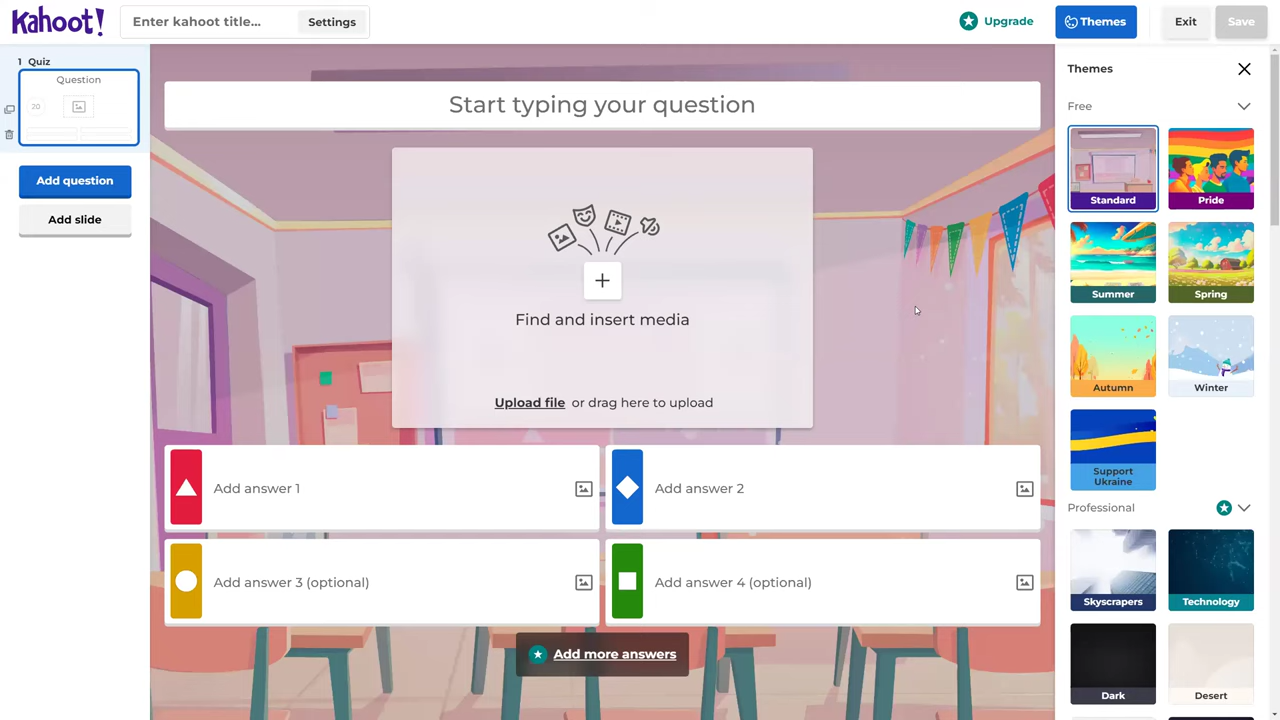 Kahoot!
Enter kahoot title...
Settings
Upgrade
Themes
Exit
Save
1 Quiz
Question
20
Add question
Add slide
Start typing your question
Find and insert media
Upload file or drag here to upload
Add answer 1
Add answer 2
Add answer 3 (optional)
Add answer 4 (optional)
Add more answers
Themes
Free
Standard
Pride
Summer
Spring
Autumn
Winter
Support
Ukraine
Professional
Skyscrapers
Technology
Dark
Desert